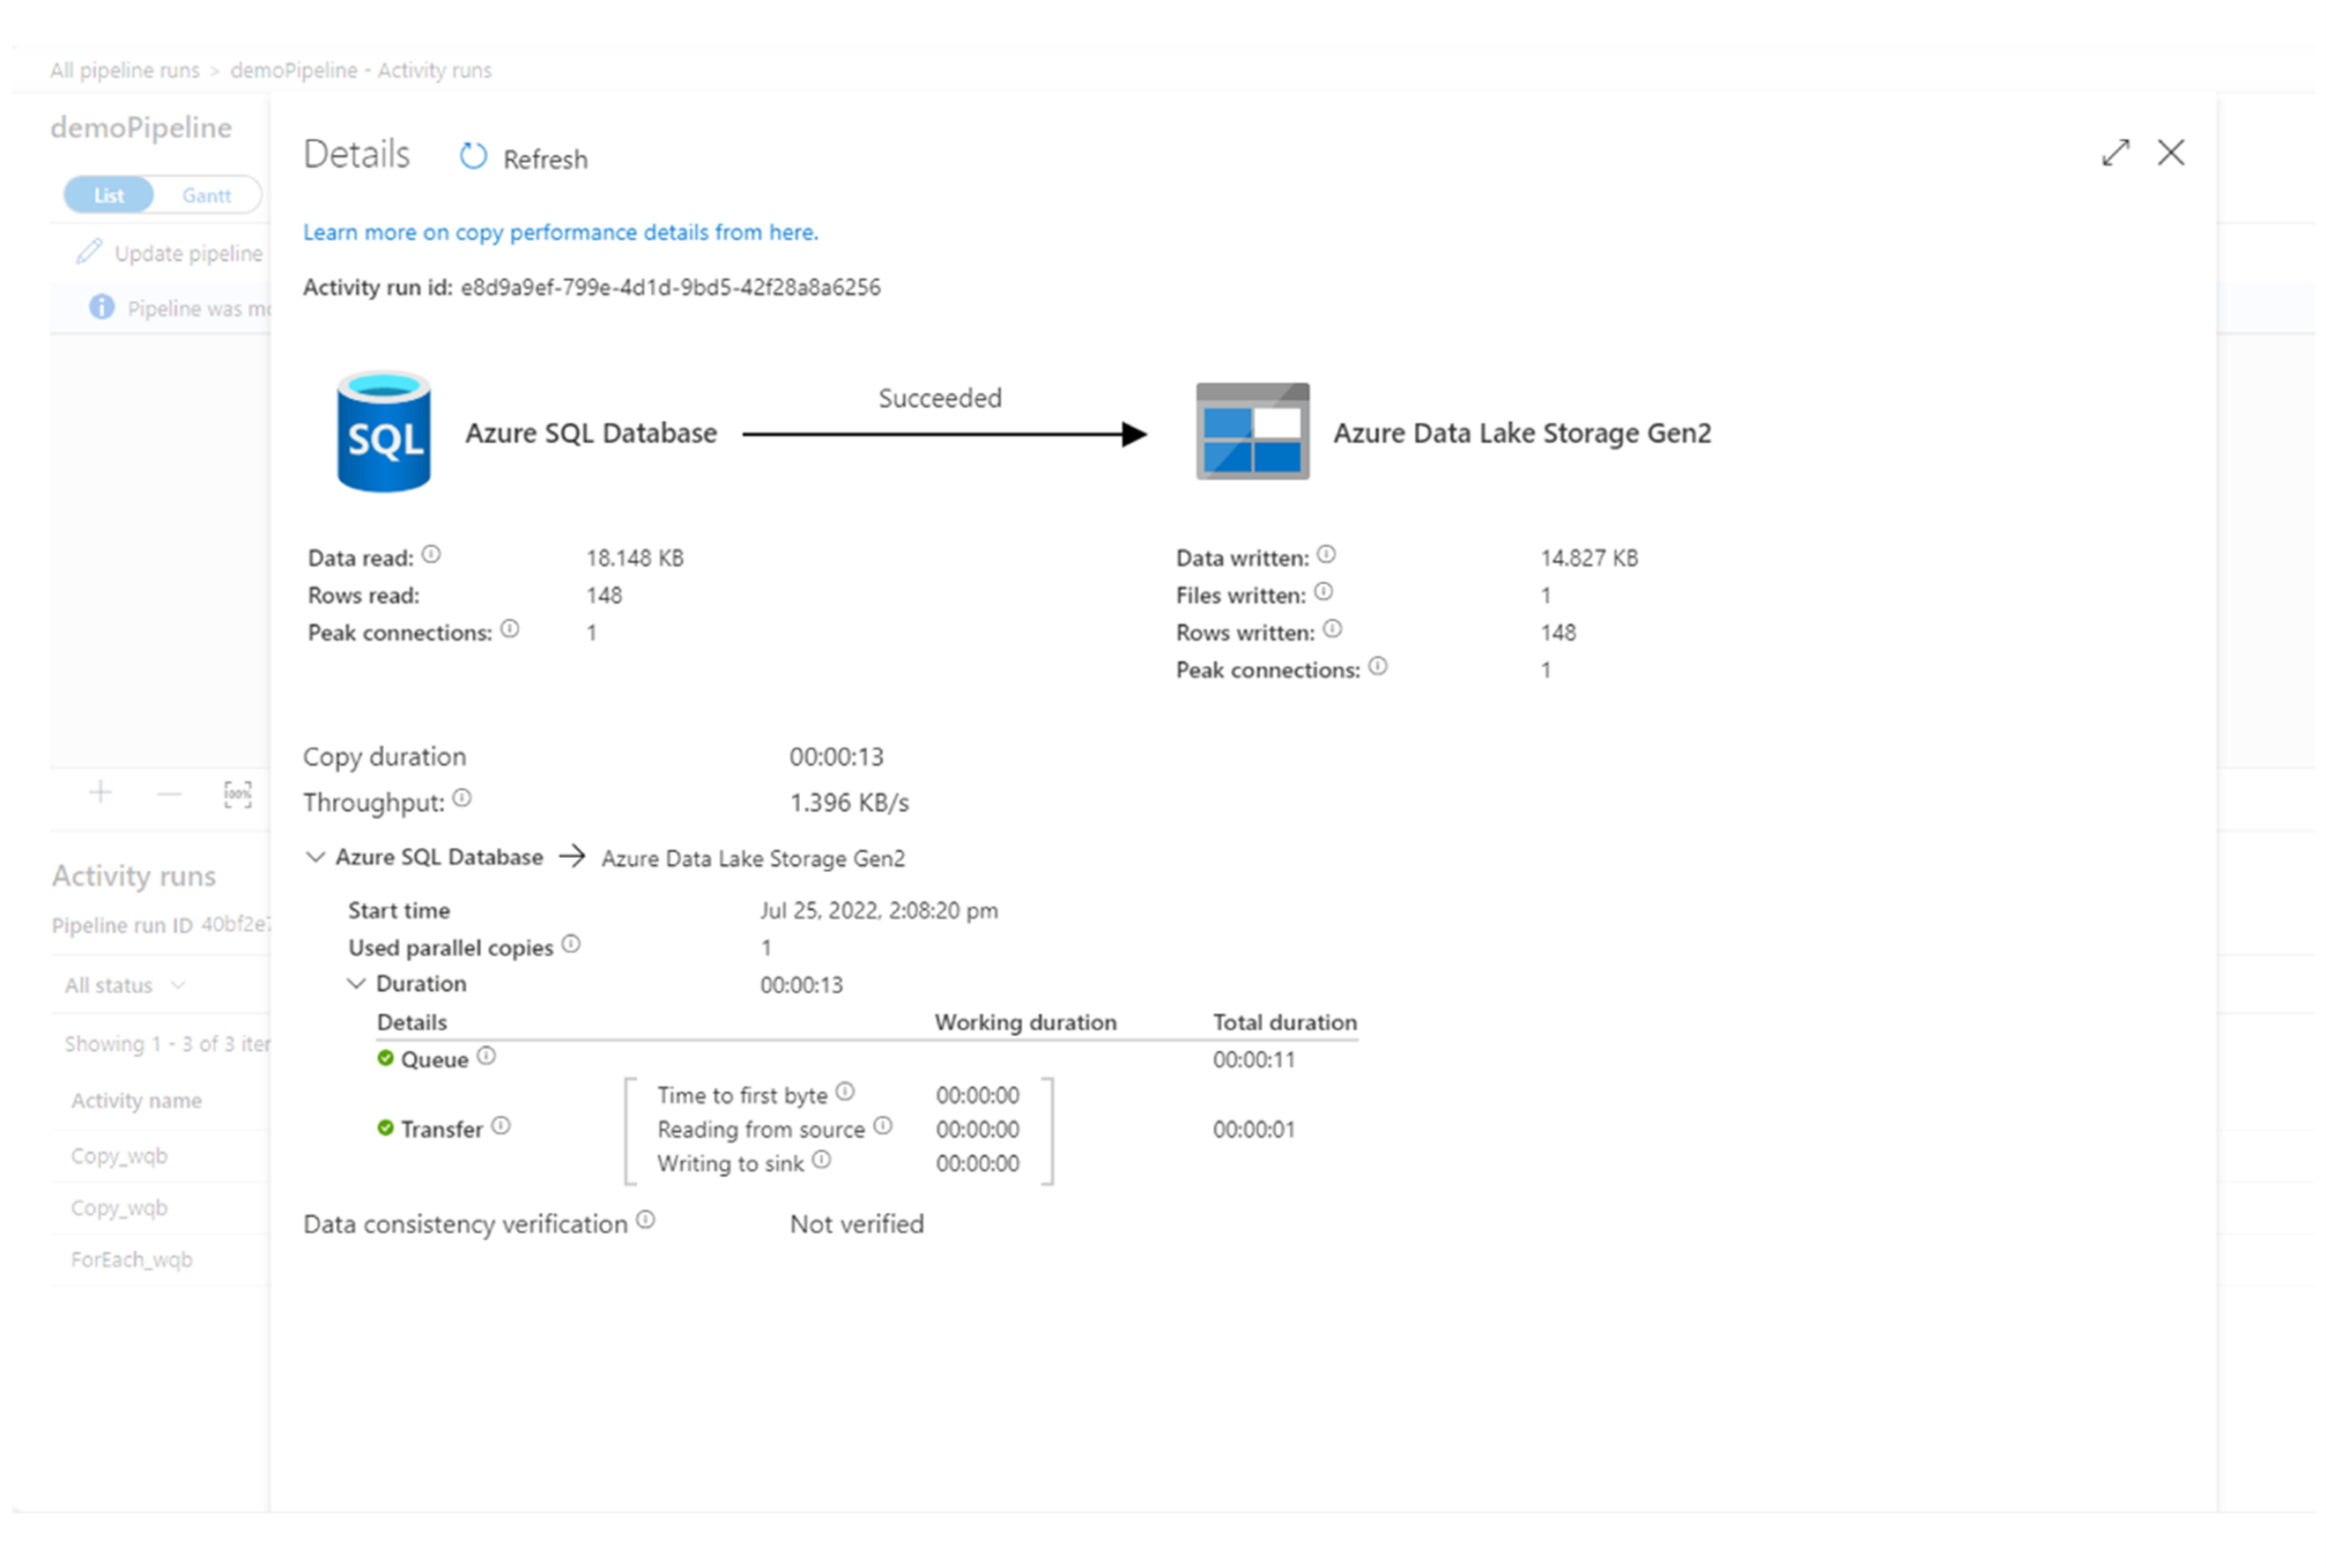 All pipeline runs > demoPipeline - Activity runs
demoPipeline
List Gantt
Update pipeline
Pipeline was
Details Refresh
Learn more on copy performance details from here.
Activity run id: e8d9a9ef-799e-4d1d-9bd5-42f28a8a6256
SQL Azure SQL Database Succeeded Azure Data Lake Storage Gen2
Data read: 18.148 KB Data written: 14.827 KB
Rows read: 148 Files written: 1
Peak connections: 1 Rows written: 148
Peak connections: 1
Copy duration 00:00:13
100%
Throughput: 1.396 KB/s
Azure SQL Database → Azure Data Lake Storage Gen2
Activity runs
Start time Jul 25, 2022, 2:08:20 pm
Pipeline run ID 40bf2e7
Used parallel copies 1
All status
Duration 00:00:13
Details Working duration Total duration
Showing 1 - 3 of 3
Queue 00:00:11
Activity name
Time to first byte 00:00:00
Transfer Reading from source 00:00:00 00:00:01
Writing to sink 00:00:00
Copy_wqb
Copy_wqb
Data consistency verification Not verified
ForEach_wqb